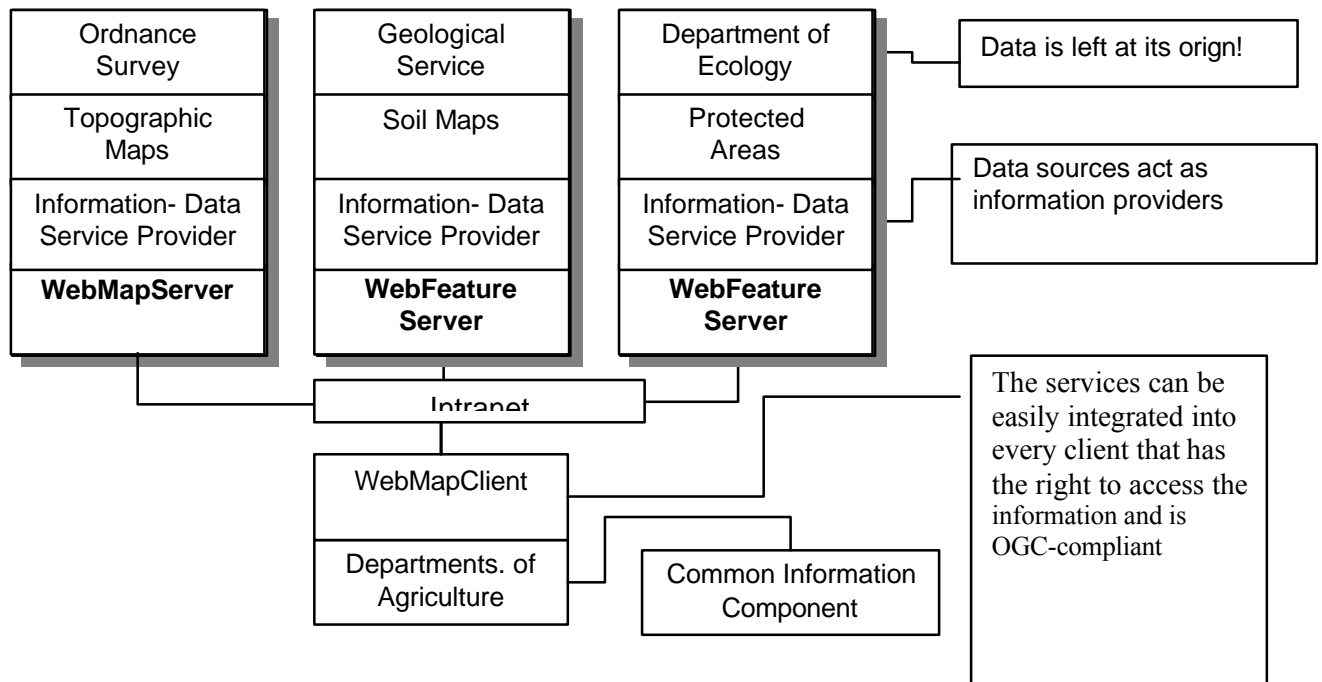 Ordnance
Survey
Geological
Service
Department of
Ecology
Data is left at its orign!
Topographic
Maps
Soil Maps
Protected
Areas
Data sources act as
information providers
Information- Data
Service Provider
Information- Data
Service Provider
Information- Data
Service Provider
WebMapServer
WebFeature
Server
WebFeature
Server
Intranet
The services can be
easily integrated into
every client that has
the right to access the
information and is
OGC-compliant
WebMapClient
Departments. of
Agriculture
Common Information
Component